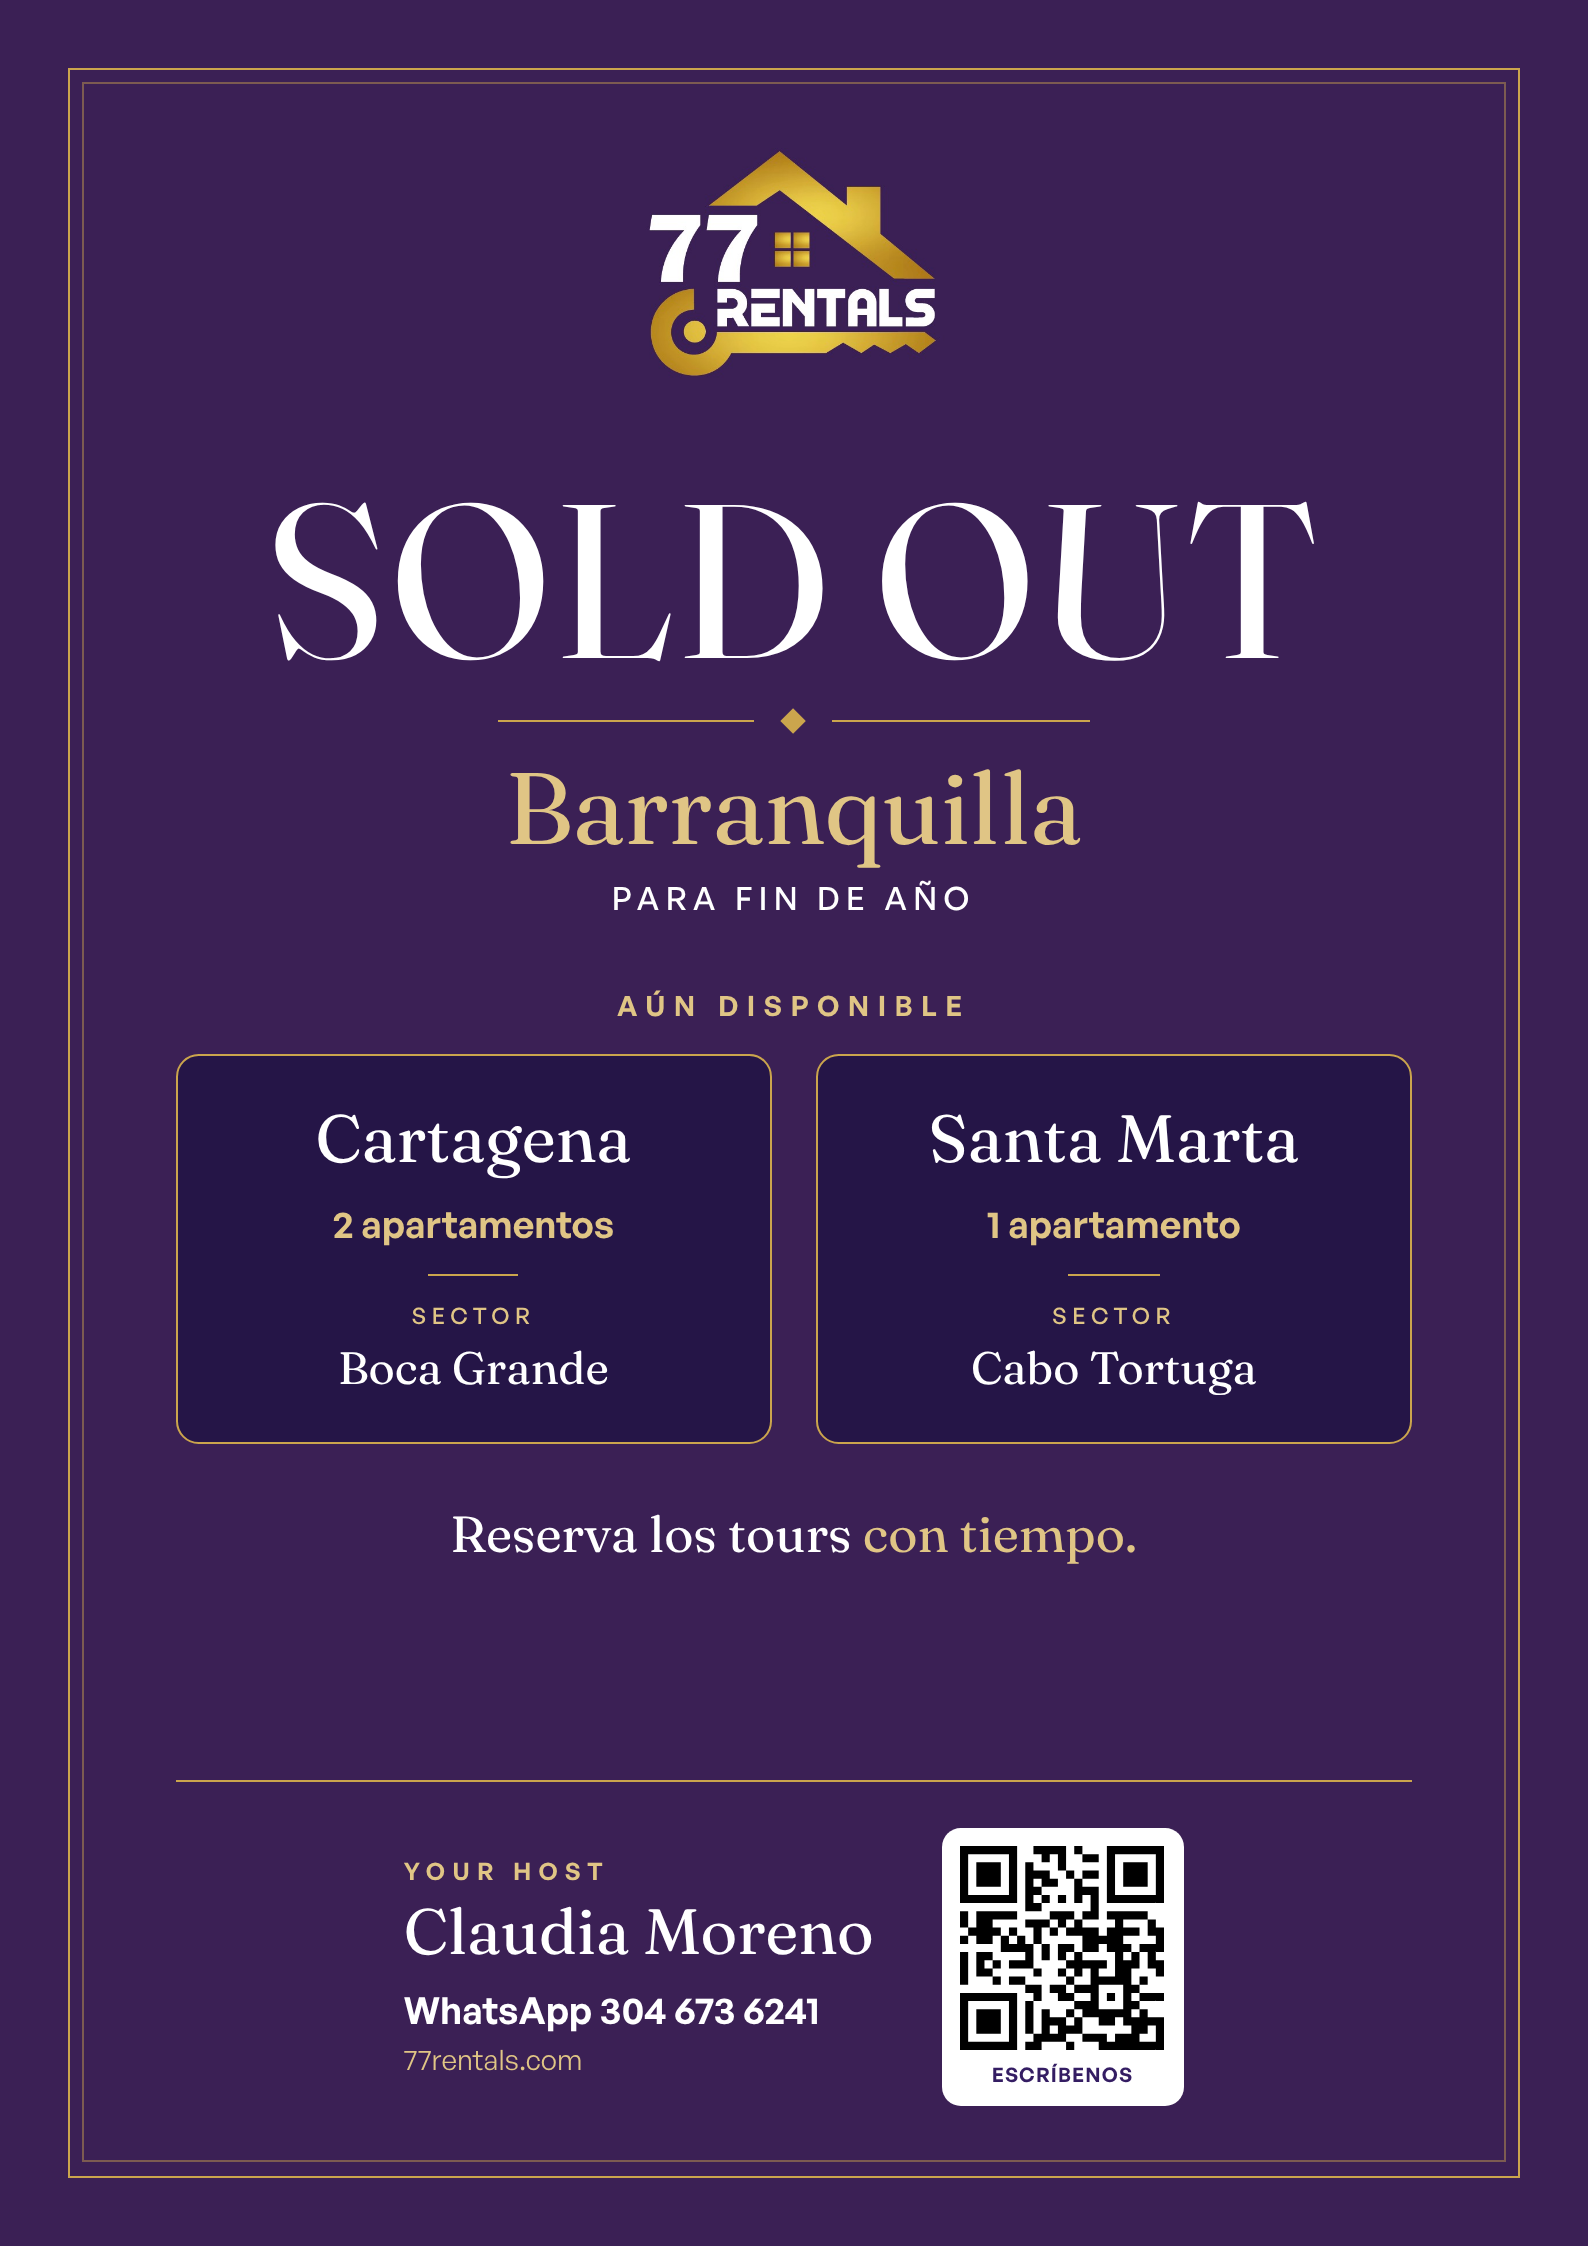 77
RENTALS
SOLD OUT
Barranquilla
PARA FIN DE AÑO
AÚN DISPONIBLE
Cartagena
2 apartamentos
SECTOR
Boca Grande
Santa Marta
1 apartamento
SECTOR
Cabo Tortuga
Reserva los tours con tiempo.
YOUR HOST
Claudia Moreno
WhatsApp 304 673 6241
77rentals.com
ESCRÍBENOS